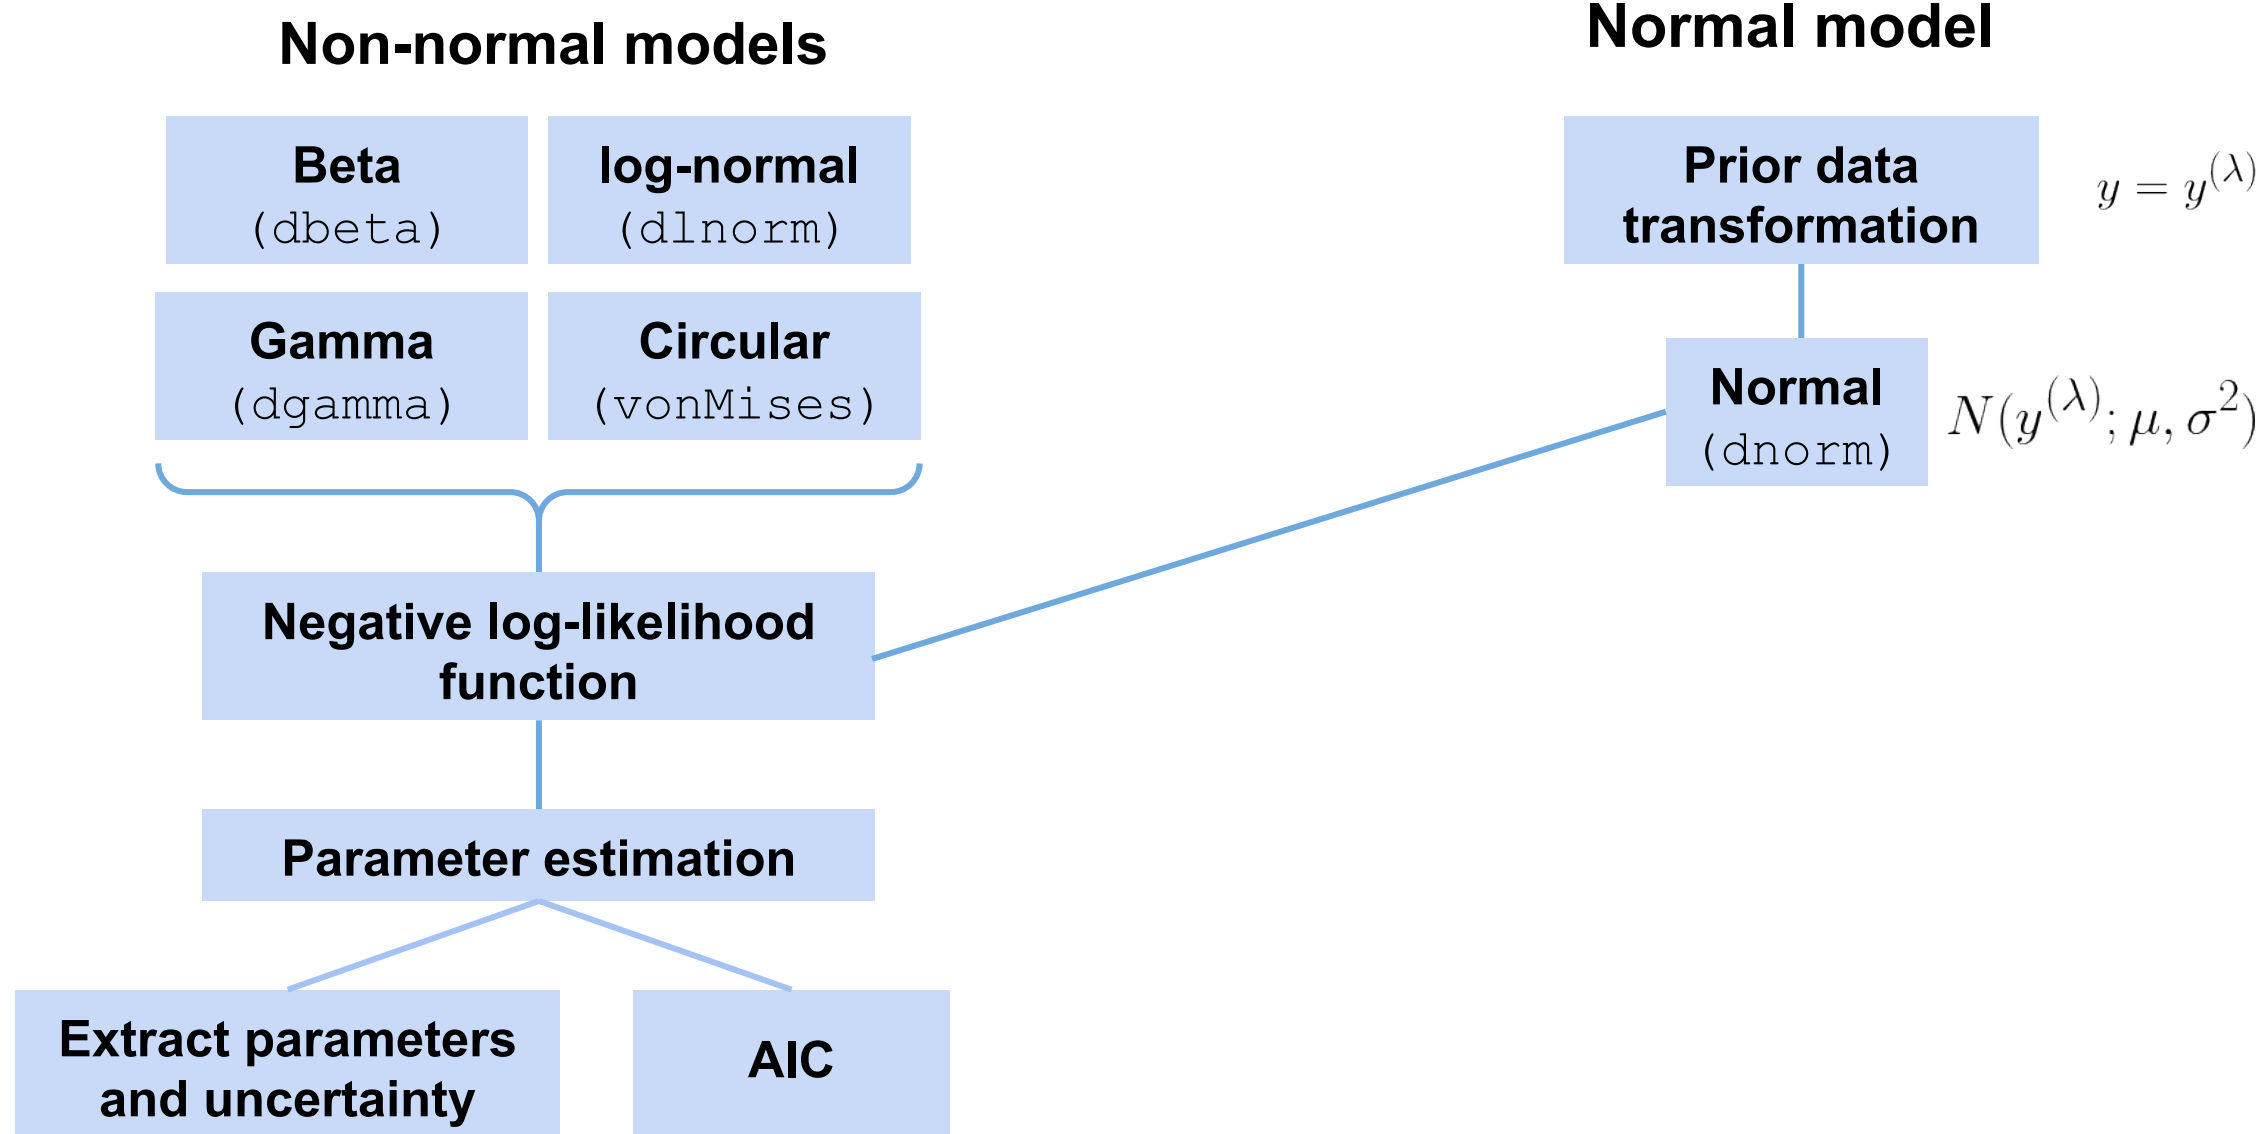 Non-normal models
Normal model
Beta
(dbeta)
log-normal
(dlnorm)
Gamma
(dgamma)
Circular
(vonMises)
Prior data
transformation
y = y^(λ)
Normal
(dnorm)
N(y^(λ); μ, σ²)
Negative log-likelihood
function
Parameter estimation
Extract parameters
and uncertainty
AIC